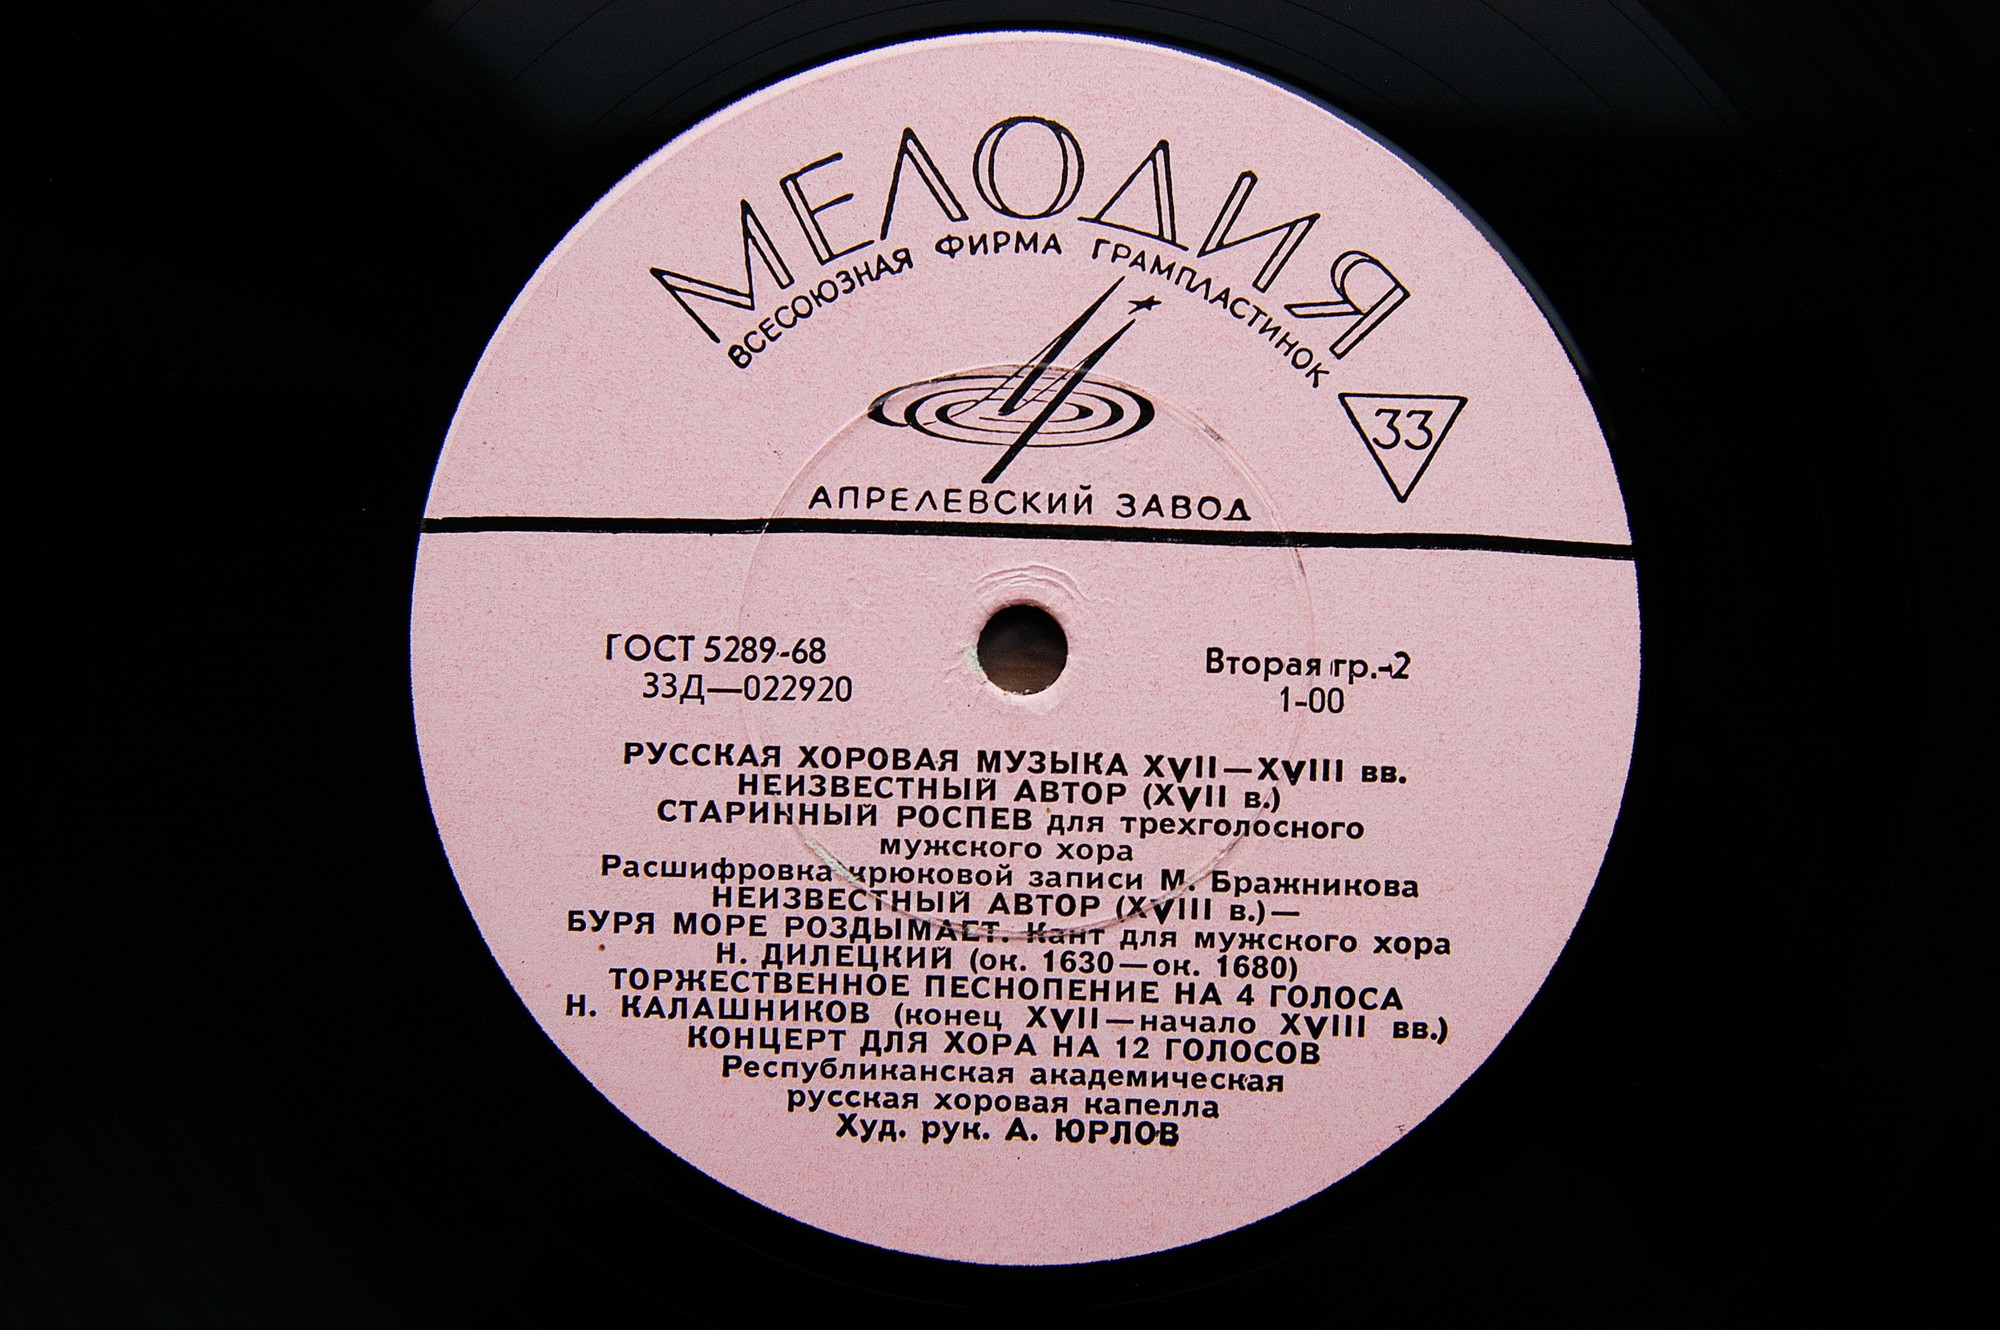 МЕЛОДИЯ
ВСЕСОЮЗНАЯ ФИРМА ГРАМПЛАСТИНОК
33
АПРЕЛЕВСКИЙ ЗАВОД
ГОСТ 5289-68
33Д—022920
Вторая гр.-2
1-00
РУССКАЯ ХОРОВАЯ МУЗЫКА XVII—XVIII вв.
НЕИЗВЕСТНЫЙ АВТОР (XVII в.)
СТАРИННЫЙ РОСПЕВ для трехголосного
мужского хора
Расшифровка крюковой записи М. Бражникова
НЕИЗВЕСТНЫЙ АВТОР (XVIII в.)—
БУРЯ МОРЕ РОЗДЫМАЕТ. Кант для мужского хора
Н. ДИЛЕЦКИЙ (ок. 1630—ок. 1680)
ТОРЖЕСТВЕННОЕ ПЕСНОПЕНИЕ НА 4 ГОЛОСА
Н. КАЛАШНИКОВ (конец XVII—начало XVIII вв.)
КОНЦЕРТ ДЛЯ ХОРА НА 12 ГОЛОСОВ
Республиканская академическая
русская хоровая капелла
Худ. рук. А. ЮРЛОВ